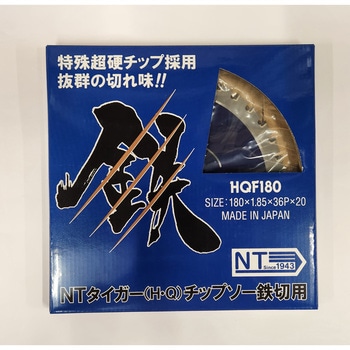 特殊超硬チップ採用
抜群の切れ味!!
鉄
HQF180
SIZE:180×1.85×36P×20
MADE IN JAPAN
NT
Since 1943
NTタイガー(H・Q)チップソー鉄切用